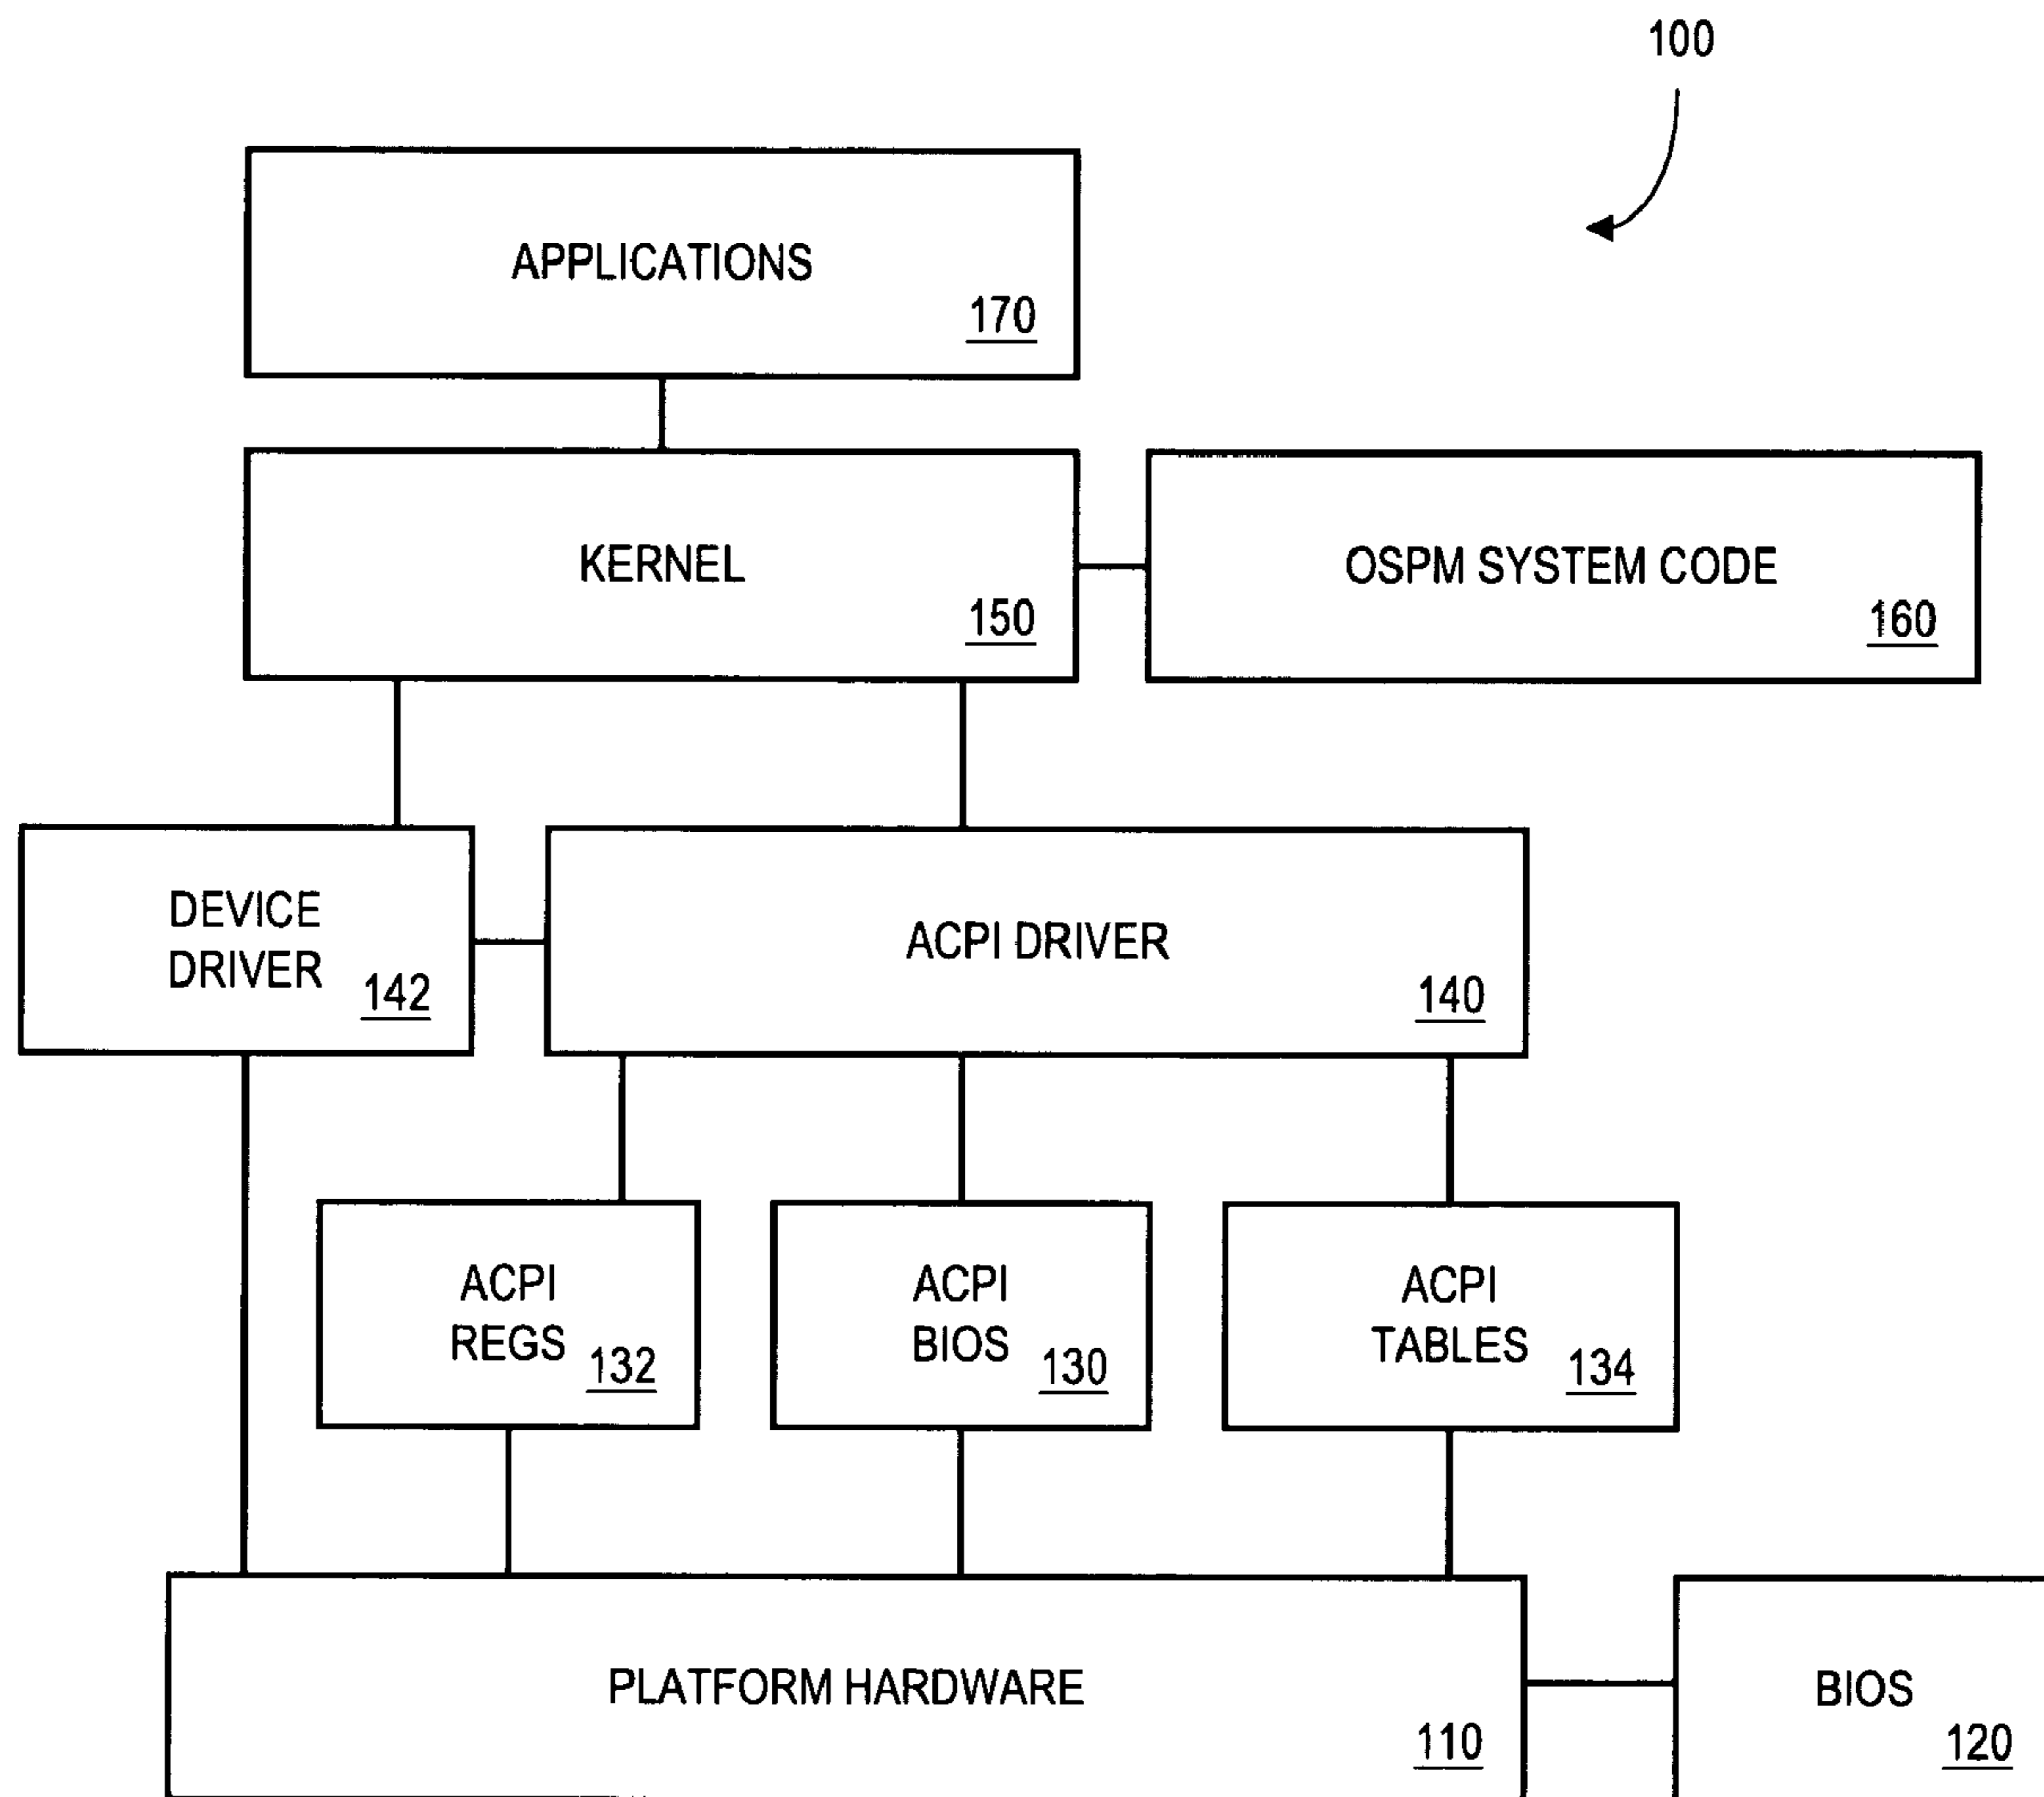 100
APPLICATIONS
170
KERNEL
150
OSPM SYSTEM CODE
160
DEVICE
DRIVER
142
ACPI DRIVER
140
ACPI
REGS
132
ACPI
BIOS
130
ACPI
TABLES
134
PLATFORM HARDWARE
110
BIOS
120